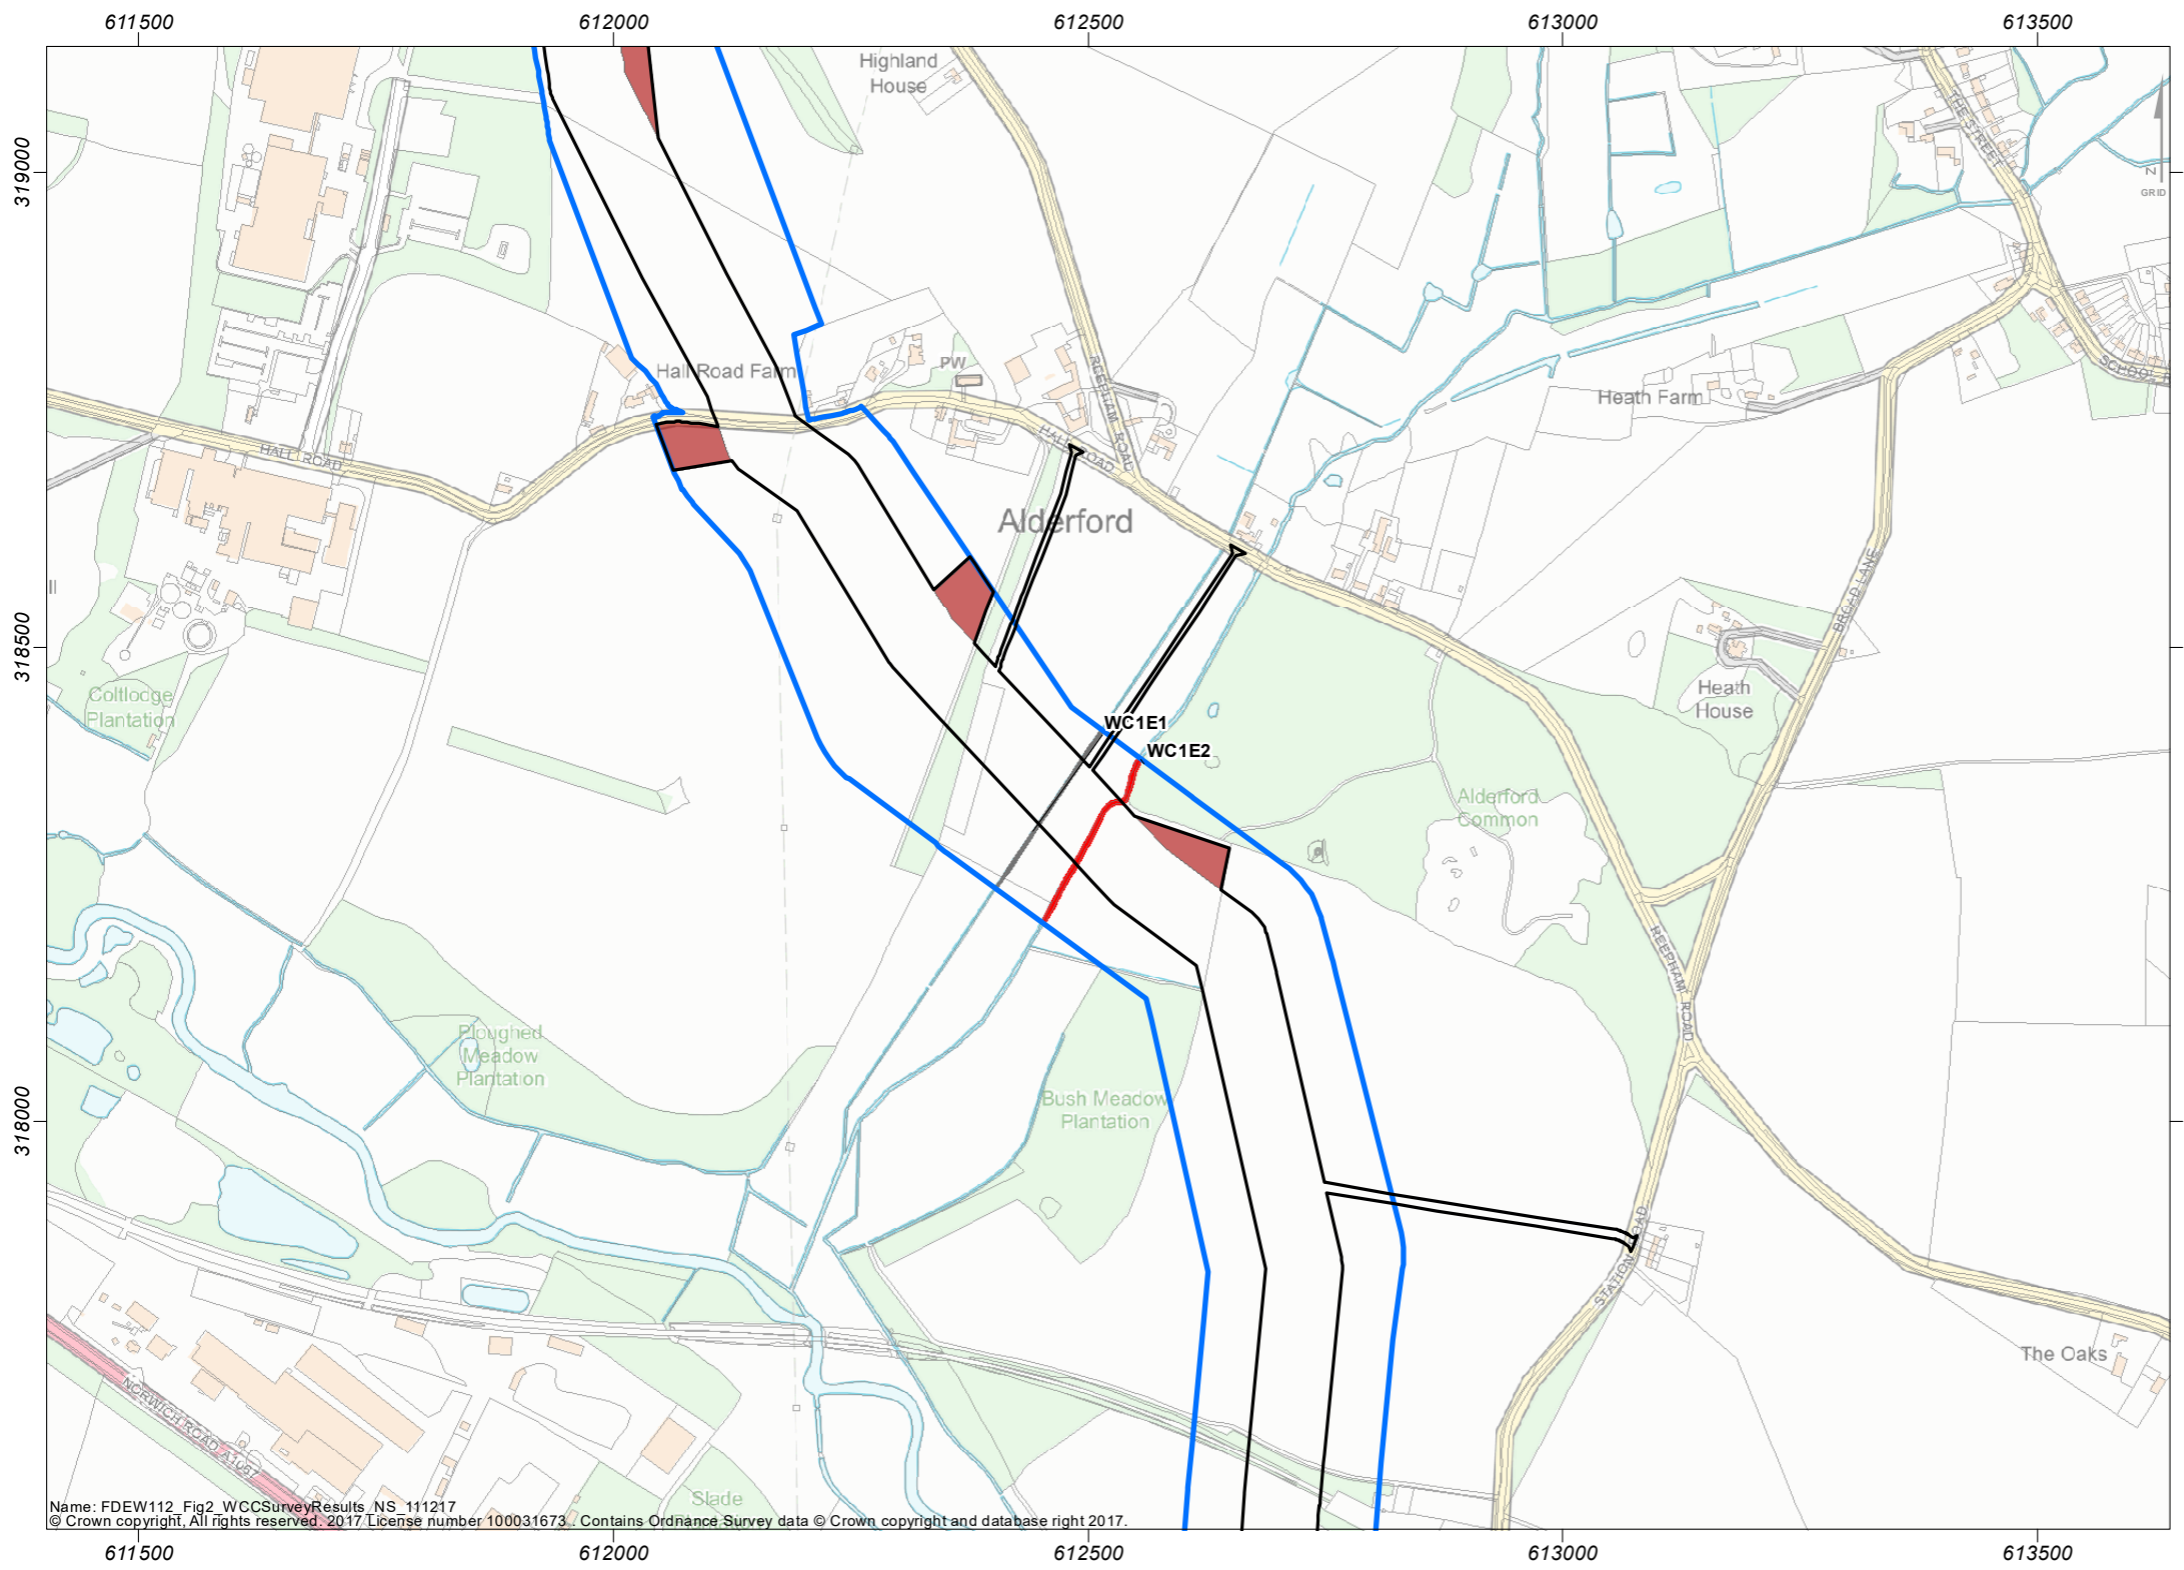 611500
612000
612500
613000
613500
Highland
House
THE STREET
319000
N
GRID
Hall Road Farm
PW
REEPHAM ROAD
Heath Farm
SCHOOL
HALL ROAD
HALL ROAD
Alderford
ll
BROAD LANE
318500
Coltlodge
Plantation
Heath
House
WC1E1
WC1E2
Alderford
Common
REEPHAM ROAD
Ploughed
Meadow
Plantation
Bush Meadow
Plantation
318000
STATION ROAD
The Oaks
NORWICH ROAD A1067
Slade
Name: FDEW112_Fig2_WCCSurveyResults_NS_111217
© Crown copyright, All rights reserved. 2017 License number 100031673 . Contains Ordnance Survey data © Crown copyright and database right 2017.
611500
612000
612500
613000
613500